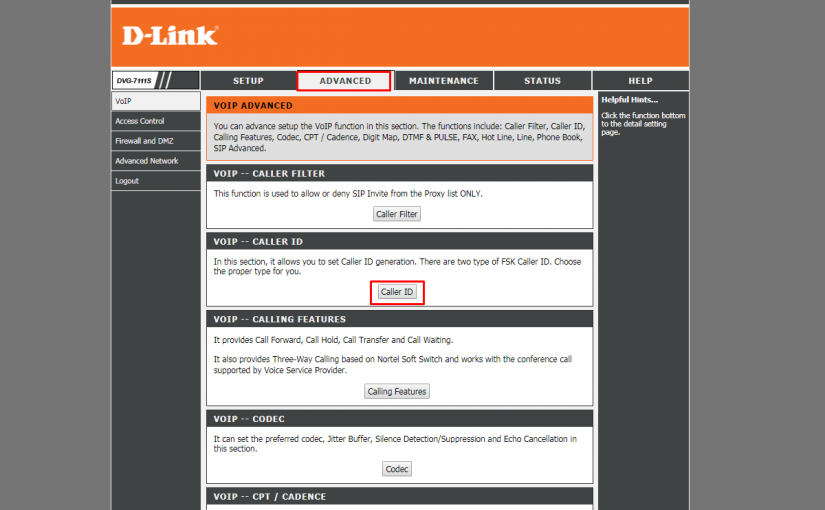 D-Link
DVG-7111S
SETUP
ADVANCED
MAINTENANCE
STATUS
HELP
VoIP
Access Control
Firewall and DMZ
Advanced Network
Logout
VOIP ADVANCED
You can advance setup the VoIP function in this section. The functions include: Caller Filter, Caller ID,
Calling Features, Codec, CPT / Cadence, Digit Map, DTMF & PULSE, FAX, Hot Line, Line, Phone Book,
SIP Advanced.
VOIP -- CALLER FILTER
This function is used to allow or deny SIP Invite from the Proxy list ONLY.
Caller Filter
VOIP -- CALLER ID
In this section, it allows you to set Caller ID generation. There are two type of FSK Caller ID. Choose
the proper type for you.
Caller ID
VOIP -- CALLING FEATURES
It provides Call Forward, Call Hold, Call Transfer and Call Waiting.
It also provides Three-Way Calling based on Nortel Soft Switch and works with the conference call
supported by Voice Service Provider.
Calling Features
VOIP -- CODEC
It can set the preferred codec, Jitter Buffer, Silence Detection/Suppression and Echo Cancellation in
this section.
Codec
VOIP -- CPT / CADENCE
Helpful Hints...
Click the function bottom
to the detail setting
page.